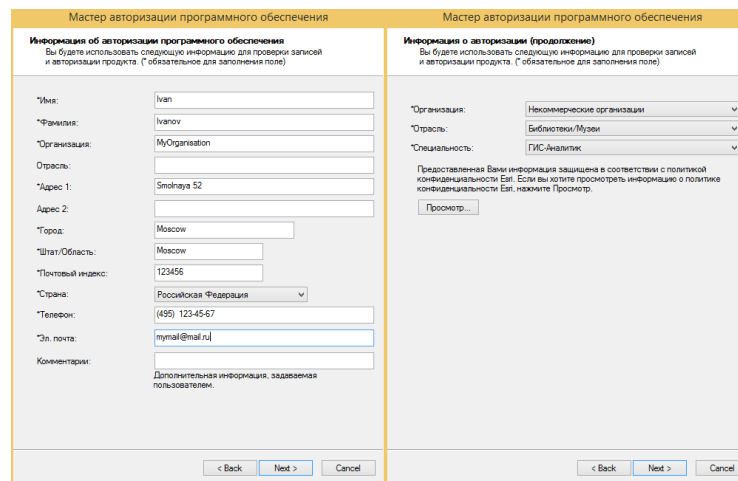 Мастер авторизации программного обеспечения
Информация об авторизации программного обеспечения
Вы будете использовать следующую информацию для проверки записей
и авторизации продукта. (* обязательное для заполнения поле)
*Имя: Ivan
*Фамилия: Ivanov
*Организация: MyOrganisation
Отрасль:
*Адрес 1: Smolnaya 52
Адрес 2:
*Город: Moscow
*Штат/Область: Moscow
*Почтовый индекс: 123456
*Страна: Российская Федерация
*Телефон: (495) 123-45-67
*Эл. почта: mymail@mail.ru
Комментарии:
Дополнительная информация, задаваемая
пользователем.
< Back Next > Cancel
Мастер авторизации программного обеспечения
Информация о авторизации (продолжение)
Вы будете использовать следующую информацию для проверки записей
и авторизации продукта. (* обязательное для заполнения поле)
*Организация: Некоммерческие организации
*Отрасль: Библиотеки/Музеи
*Специальность: ГИС-Аналитик
Предоставленная Вами информация защищена в соответствии с политикой
конфиденциальности Esri. Если вы хотите просмотреть информацию о политике
конфиденциальности Esri, нажмите Просмотр.
Просмотр...
< Back Next > Cancel